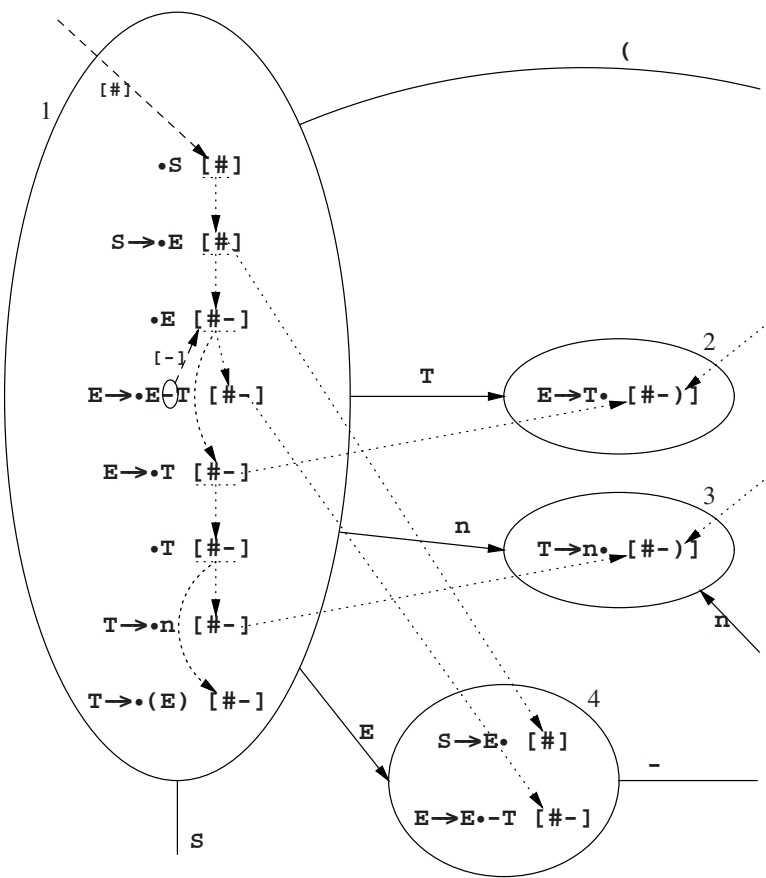 1
(
[#]
•S [#]
S→•E [#]
•E [#-]
[-]
E→•E-T [#-]
T
2
E→T• [#-)]
E→•T [#-]
3
n
•T [#-]
T→n• [#-)]
T→•n [#-]
n
T→•(E) [#-]
4
E
S→E• [#]
-
E→E•-T [#-]
S